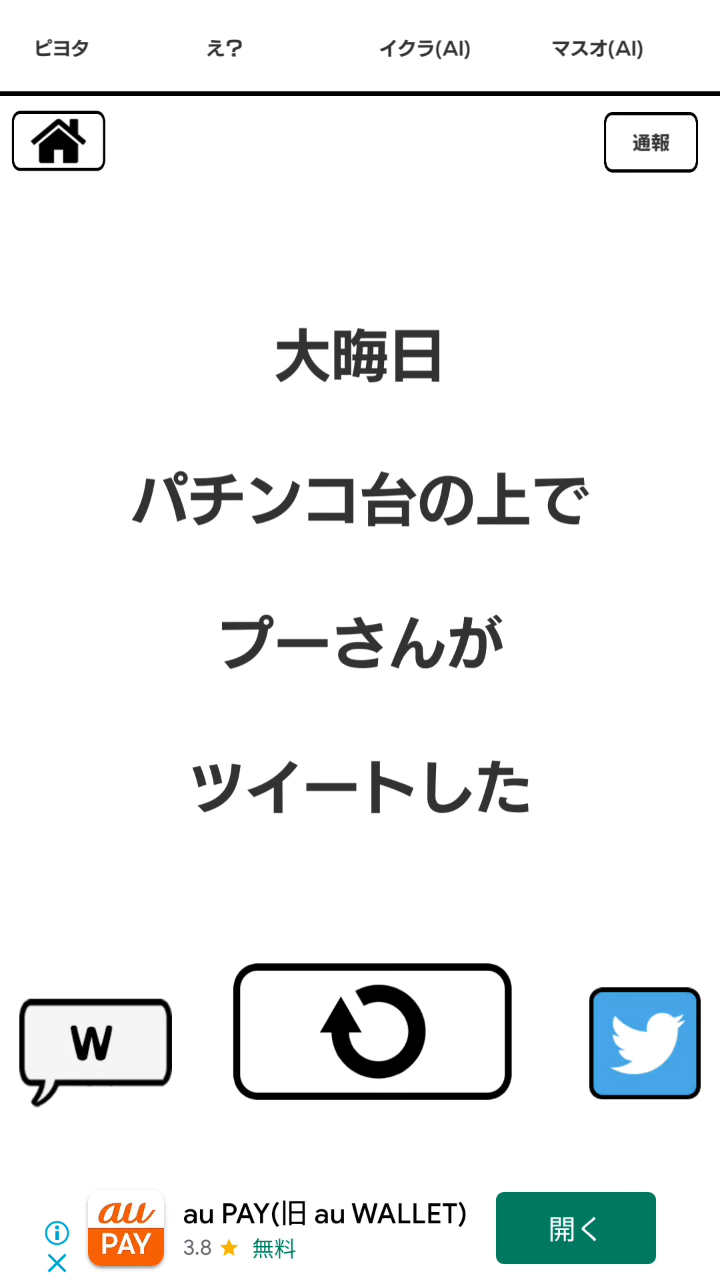 ピヨタ え? イクラ(AI) マスオ(AI)
通報
大晦日
パチンコ台の上で
プーさんが
ツイートした
W
au PAY
au PAY(旧 au WALLET)
3.8 ★ 無料
開く